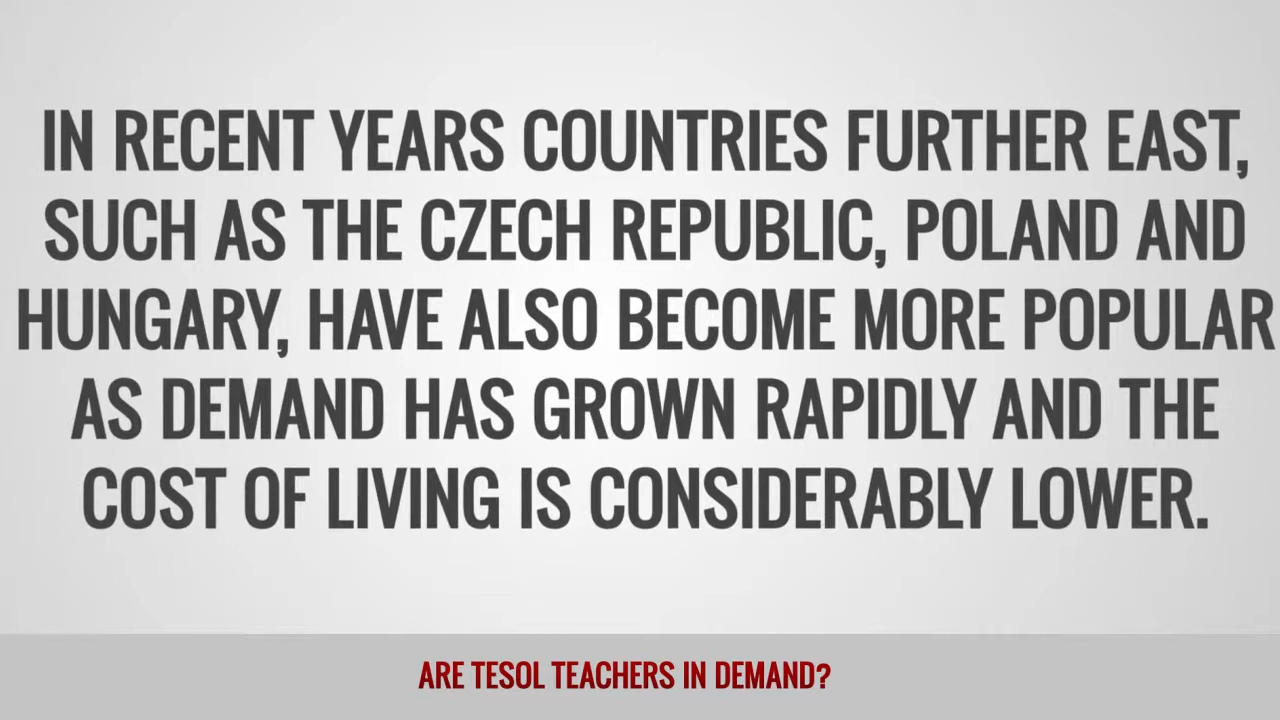 IN RECENT YEARS COUNTRIES FURTHER EAST,
SUCH AS THE CZECH REPUBLIC, POLAND AND
HUNGARY, HAVE ALSO BECOME MORE POPULAR
AS DEMAND HAS GROWN RAPIDLY AND THE
COST OF LIVING IS CONSIDERABLY LOWER.
ARE TESOL TEACHERS IN DEMAND?